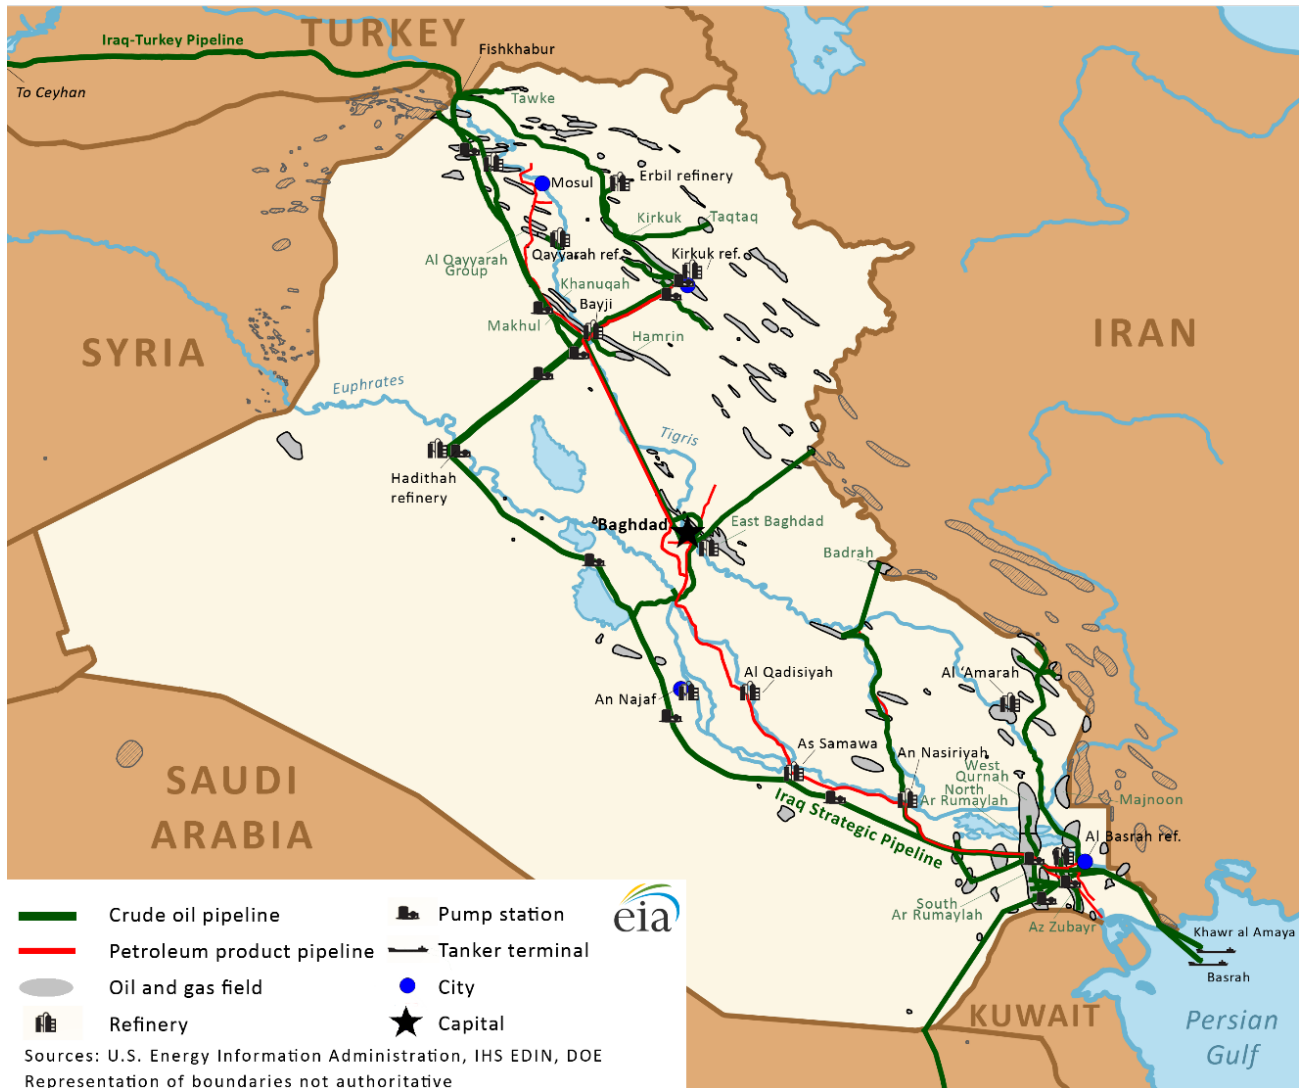 TURKEY
Iraq-Turkey Pipeline
Fishkhabur
To Ceyhan
Tawke
Mosul
Erbil refinery
Kirkuk
Taqtaq
Al Qayyarah
Group
Qayyarah ref.
Kirkuk ref.
Khanuqah
Bayji
Makhul
Hamrin
SYRIA
IRAN
Euphrates
Tigris
Hadithah
refinery
Baghdad
East Baghdad
Badrah
An Najaf
Al Qadisiyah
Al ‘Amarah
As Samawa
An Nasiriyah
West
Qurnah
North
Ar Rumaylah
Majnoon
SAUDI
ARABIA
Iraq Strategic Pipeline
Al Basrah ref.
South
Ar Rumaylah
Az Zubayr
Khawr al Amaya
Basrah
KUWAIT
Persian
Gulf
eia
Crude oil pipeline
Pump station
Petroleum product pipeline
Tanker terminal
Oil and gas field
City
Refinery
Capital
Sources: U.S. Energy Information Administration, IHS EDIN, DOE
Representation of boundaries not authoritative